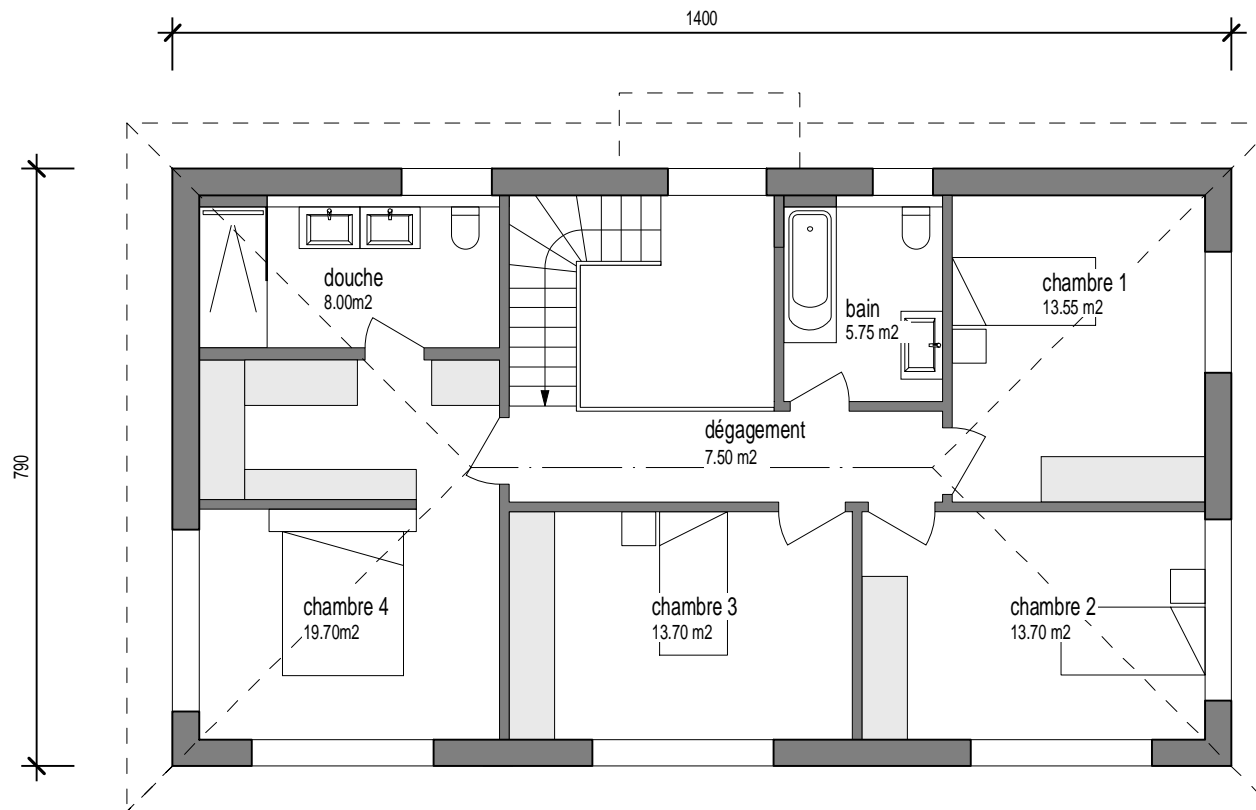 1400
790
douche
8.00m2
bain
5.75 m2
chambre 1
13.55 m2
dégagement
7.50 m2
chambre 4
19.70m2
chambre 3
13.70 m2
chambre 2
13.70 m2